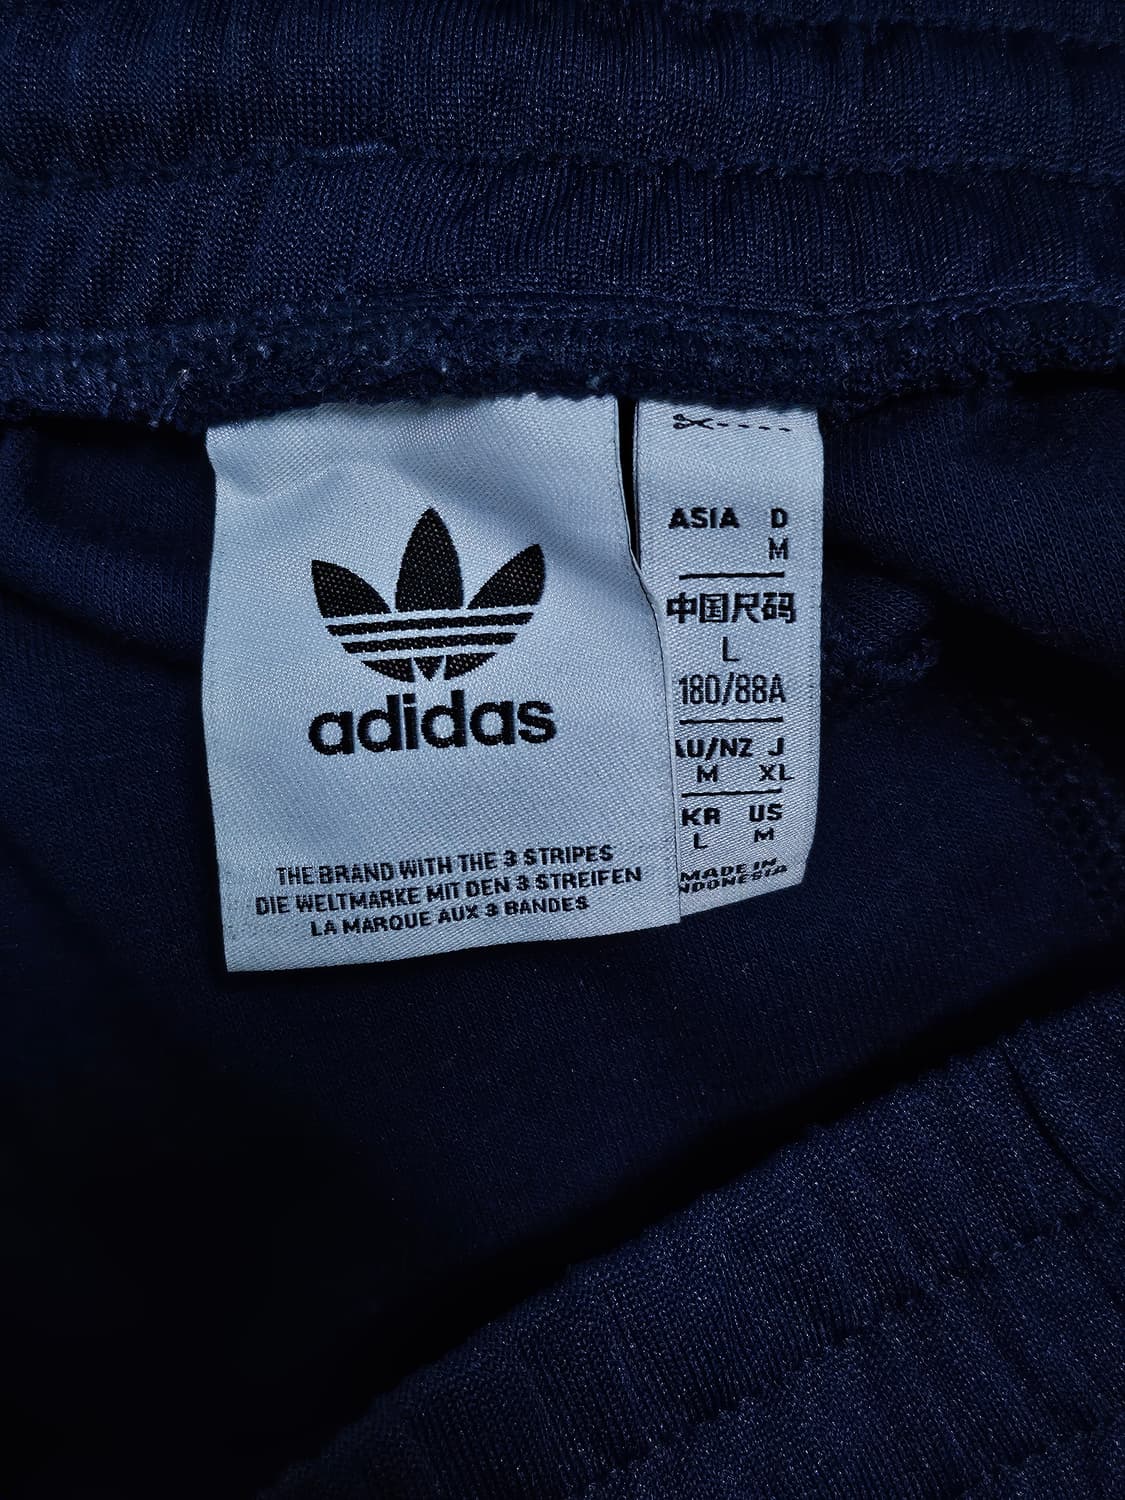 adidas
THE BRAND WITH THE 3 STRIPES
DIE WELTMARKE MIT DEN 3 STREIFEN
LA MARQUE AUX 3 BANDES
ASIA D
M
中国尺码
L
180/88A
AU/NZ J
M XL
KR US
L M
MADE IN
INDONESIA